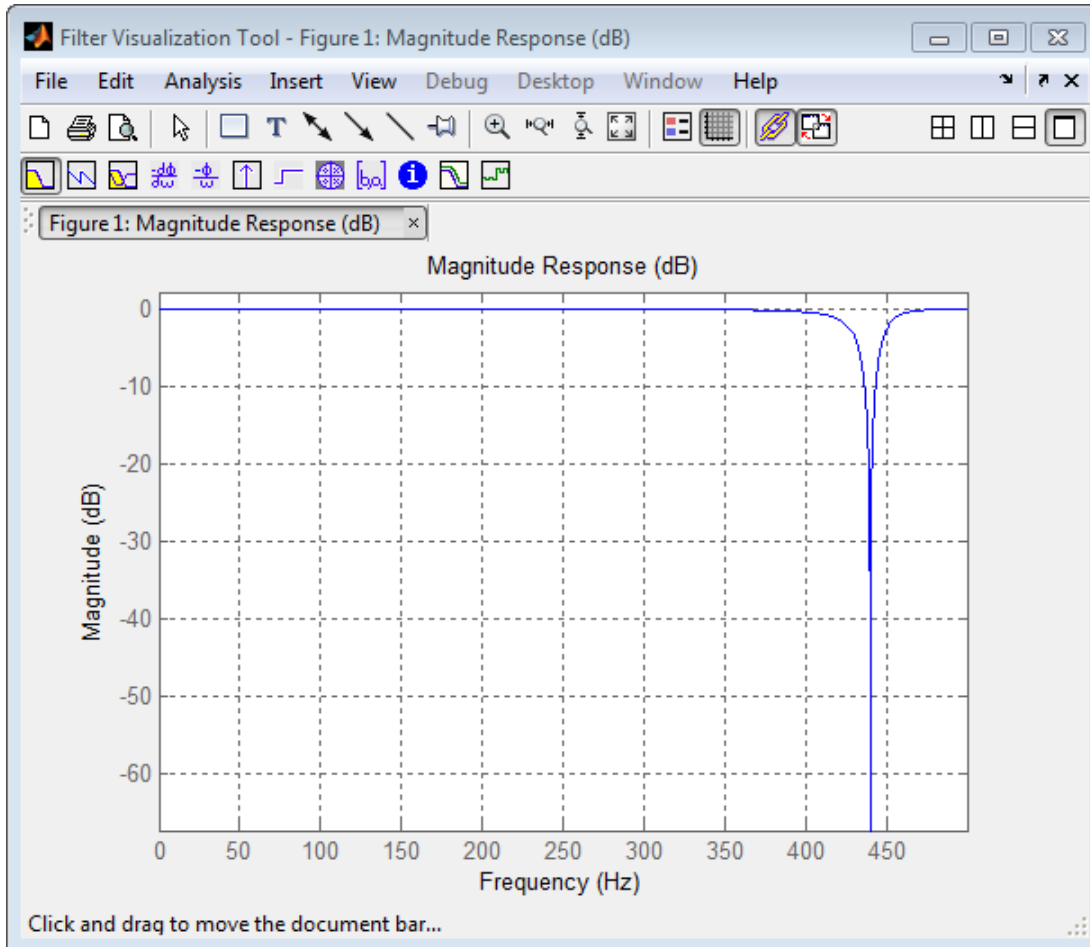 Filter Visualization Tool - Figure 1: Magnitude Response (dB)
File Edit Analysis Insert View Debug Desktop Window Help
Figure 1: Magnitude Response (dB)
Magnitude Response (dB)
0
-10
-20
-30
-40
-50
-60
Magnitude (dB)
0 50 100 150 200 250 300 350 400 450
Frequency (Hz)
Click and drag to move the document bar...